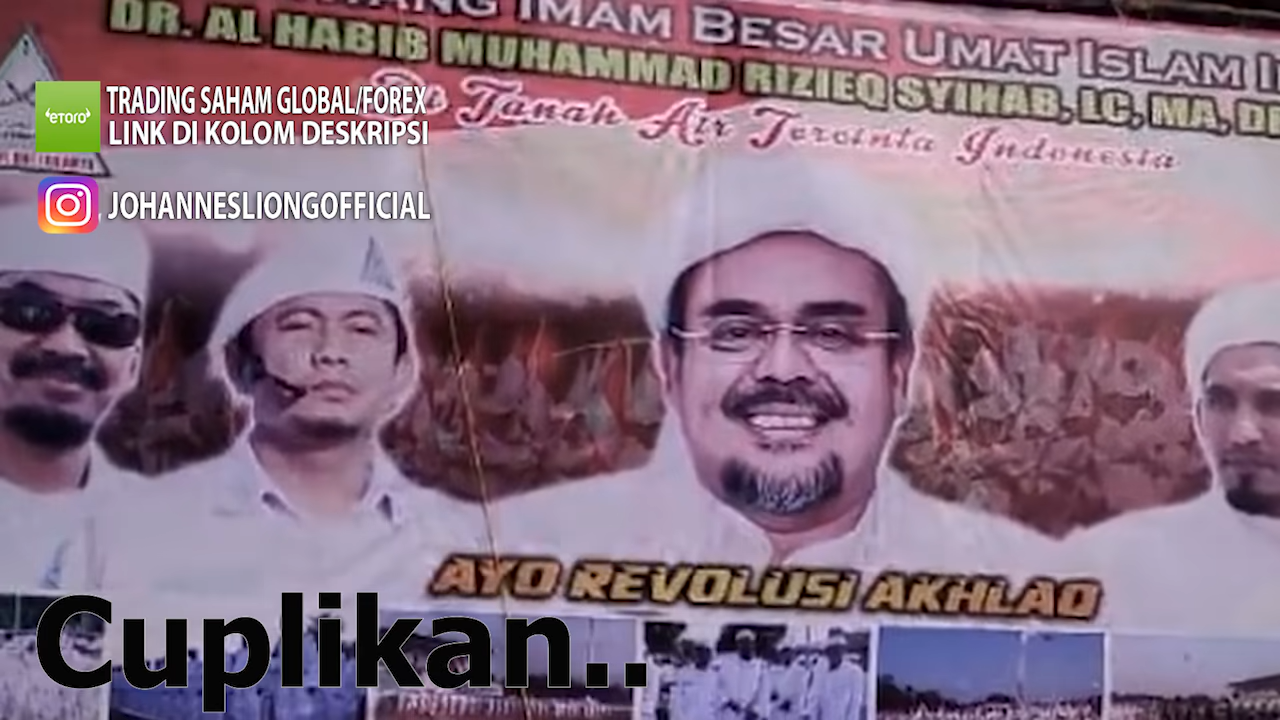 IMAM BESAR UMAT ISLAM
DR. AL HABIB MUHAMMAD RIZIEQ SYIHAB, LC, MA,
Tanah Air Tercinta Indonesia
eToro
TRADING SAHAM GLOBAL/FOREX
LINK DI KOLOM DESKRIPSI
JOHANNESLIONGOFFICIAL
AYO REVOLUSI AKHLAQ
Cuplikan..